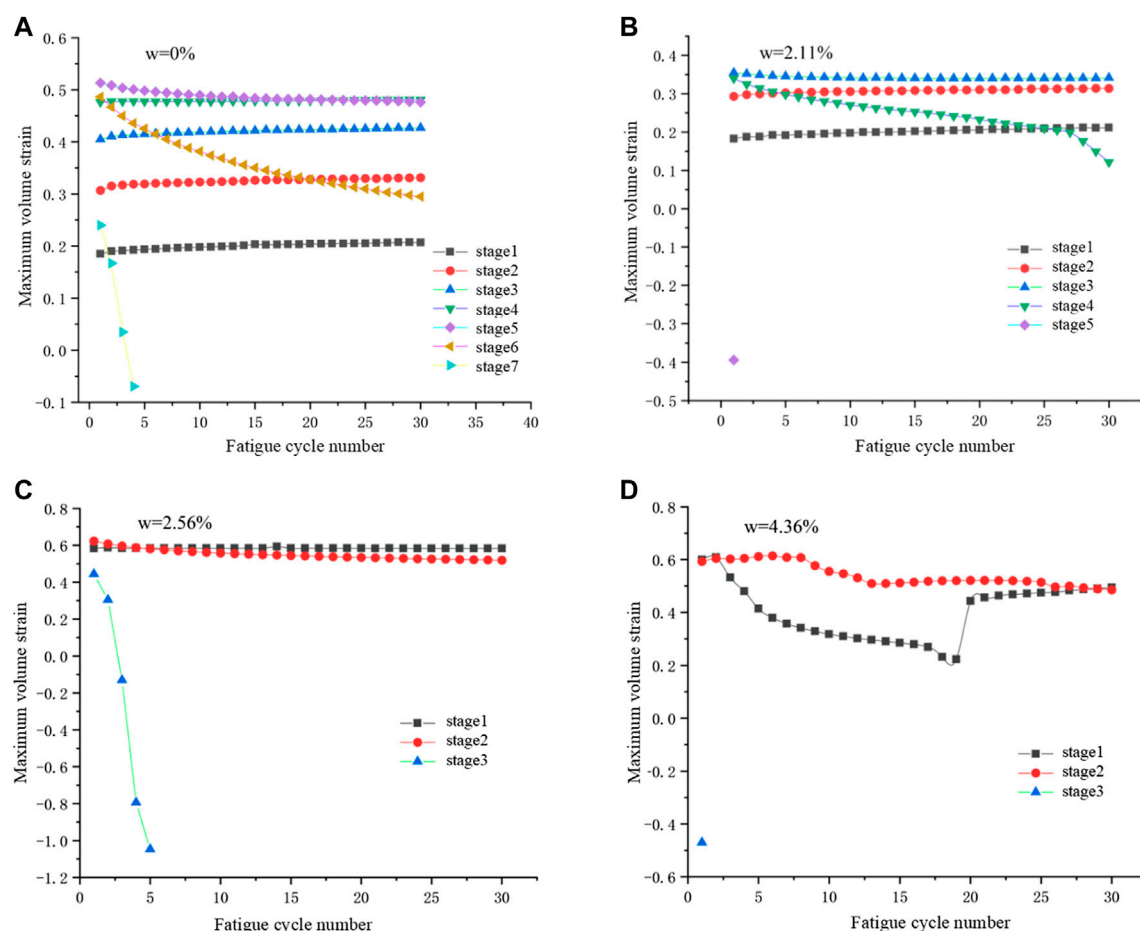 A
w=0%
Maximum volume strain
0.6
0.5
0.4
0.3
0.2
0.1
0.0
-0.1
0 5 10 15 20 25 30 35 40
Fatigue cycle number
stage1
stage2
stage3
stage4
stage5
stage6
stage7
B
w=2.11%
Maximum volume strain
0.4
0.3
0.2
0.1
0.0
-0.1
-0.2
-0.3
-0.4
-0.5
0 5 10 15 20 25 30
Fatigue cycle number
stage1
stage2
stage3
stage4
stage5
C
w=2.56%
Maximum volume strain
0.8
0.6
0.4
0.2
0.0
-0.2
-0.4
-0.6
-0.8
-1.0
-1.2
0 5 10 15 20 25 30
Fatigue cycle number
stage1
stage2
stage3
D
w=4.36%
Maximum volume strain
0.8
0.6
0.4
0.2
0.0
-0.2
-0.4
-0.6
0 5 10 15 20 25 30
Fatigue cycle number
stage1
stage2
stage3